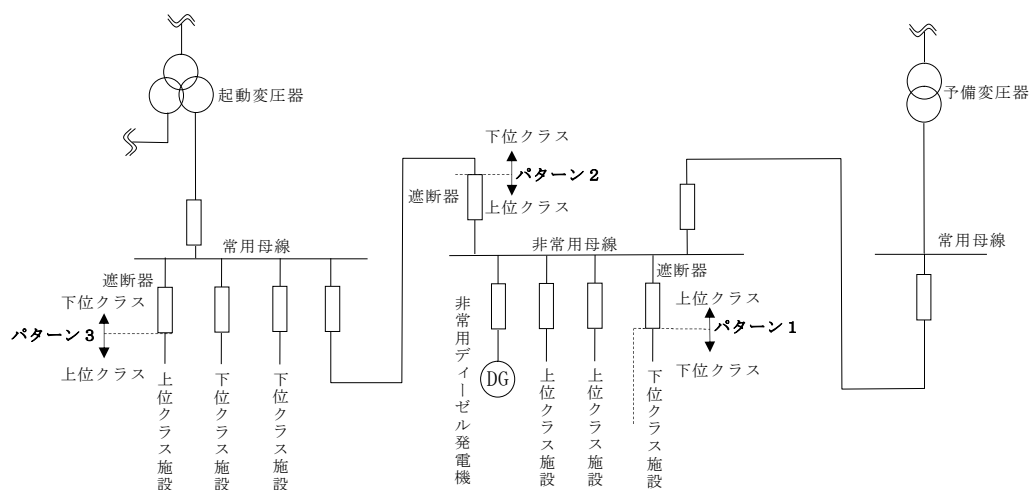 起動変圧器
予備変圧器
下位クラス
パターン2
上位クラス
遮断器
常用母線
非常用母線
常用母線
遮断器
下位クラス
パターン3
上位クラス
遮断器
上位クラス
パターン1
下位クラス
上位クラス施設
下位クラス施設
下位クラス施設
非常用ディーゼル発電機
DG
上位クラス施設
上位クラス施設
下位クラス施設